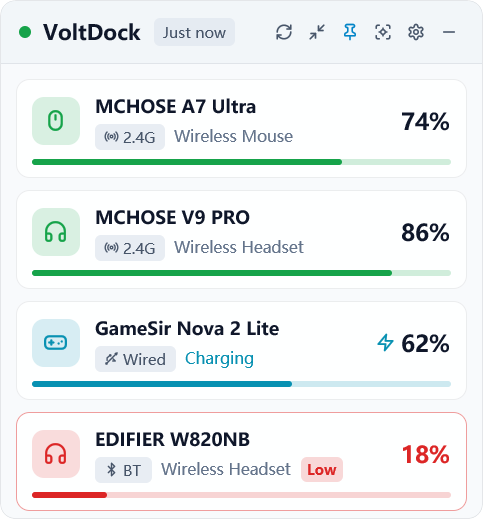 VoltDock Just now
MCHOSE A7 Ultra
2.4G Wireless Mouse
74%
MCHOSE V9 PRO
2.4G Wireless Headset
86%
GameSir Nova 2 Lite
Wired Charging
62%
EDIFIER W820NB
BT Wireless Headset Low
18%